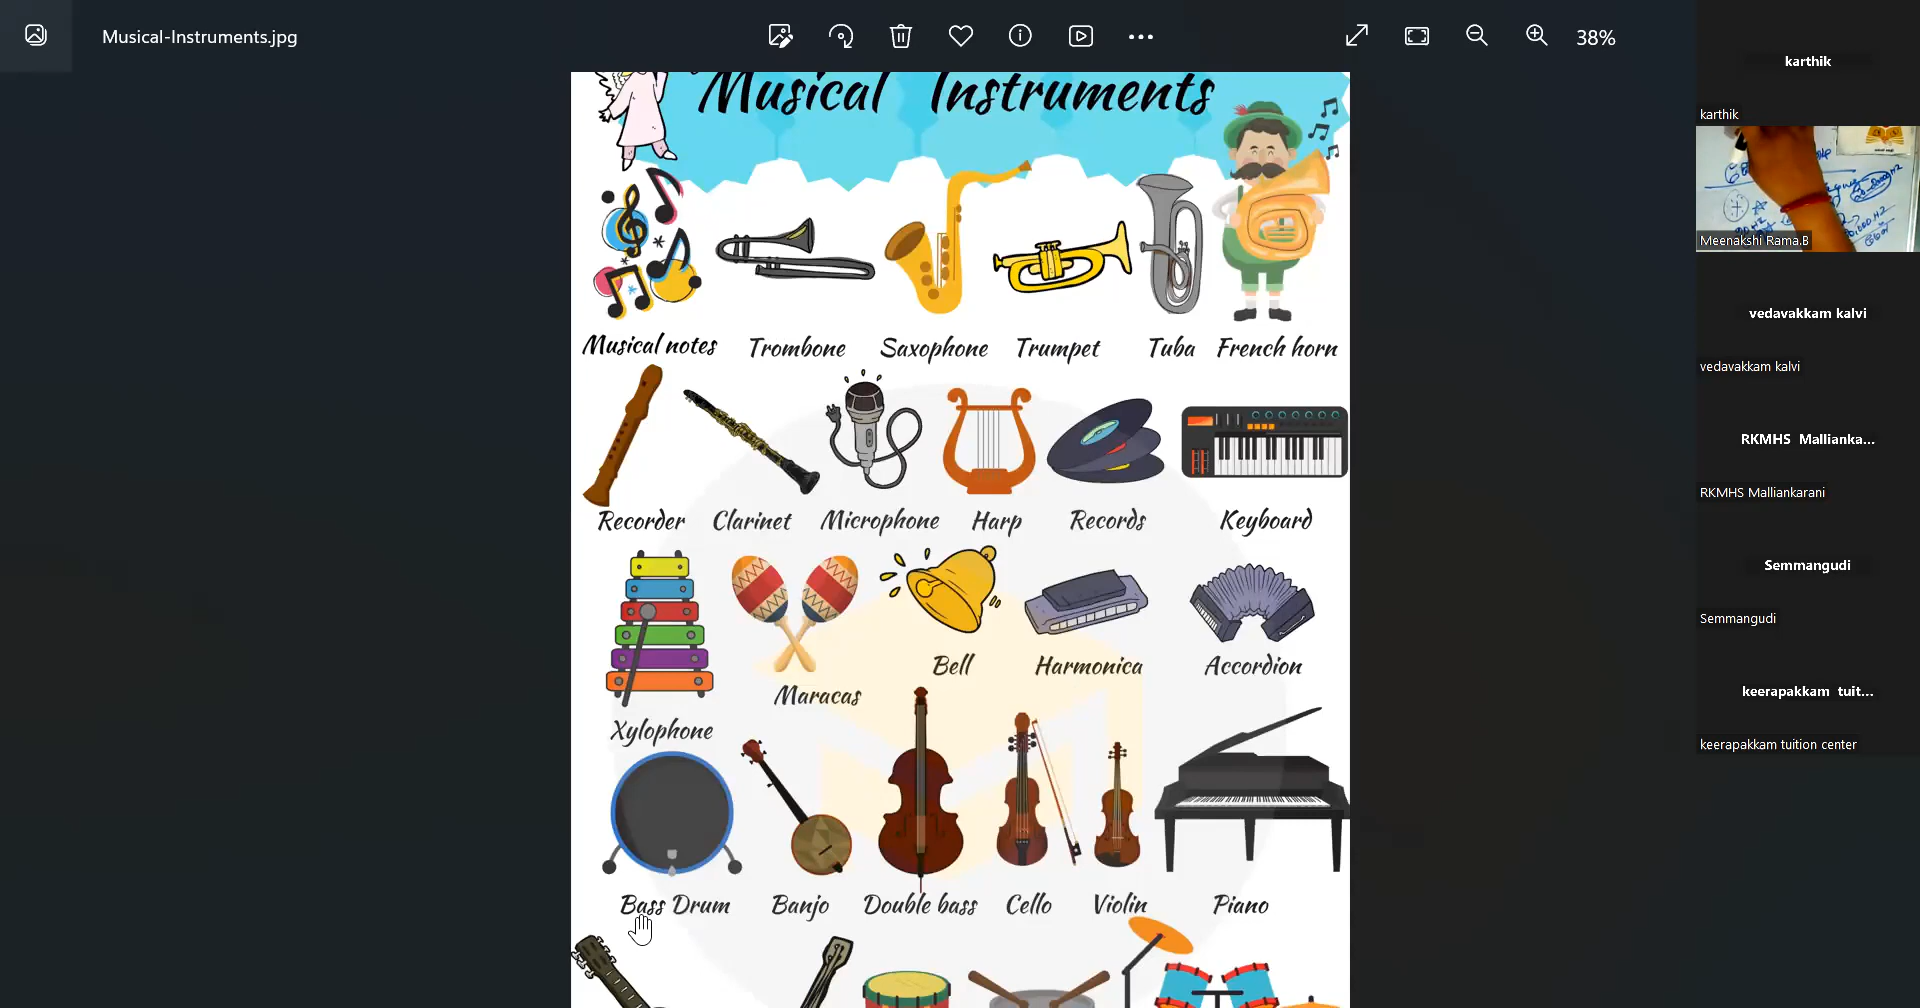 Musical-Instruments.jpg
38%
Musical Instruments
Musical notes
Trombone
Saxophone
Trumpet
Tuba
French horn
Recorder
Clarinet
Microphone
Harp
Records
Keyboard
Xylophone
Maracas
Bell
Harmonica
Accordion
Bass Drum
Banjo
Double bass
Cello
Violin
Piano
karthik
karthik
Meenakshi Rama.B
vedavakkam kalvi
vedavakkam kalvi
RKMHS Mallianka...
RKMHS Malliankarani
Semmangudi
Semmangudi
keerapakkam tuit...
keerapakkam tuition center